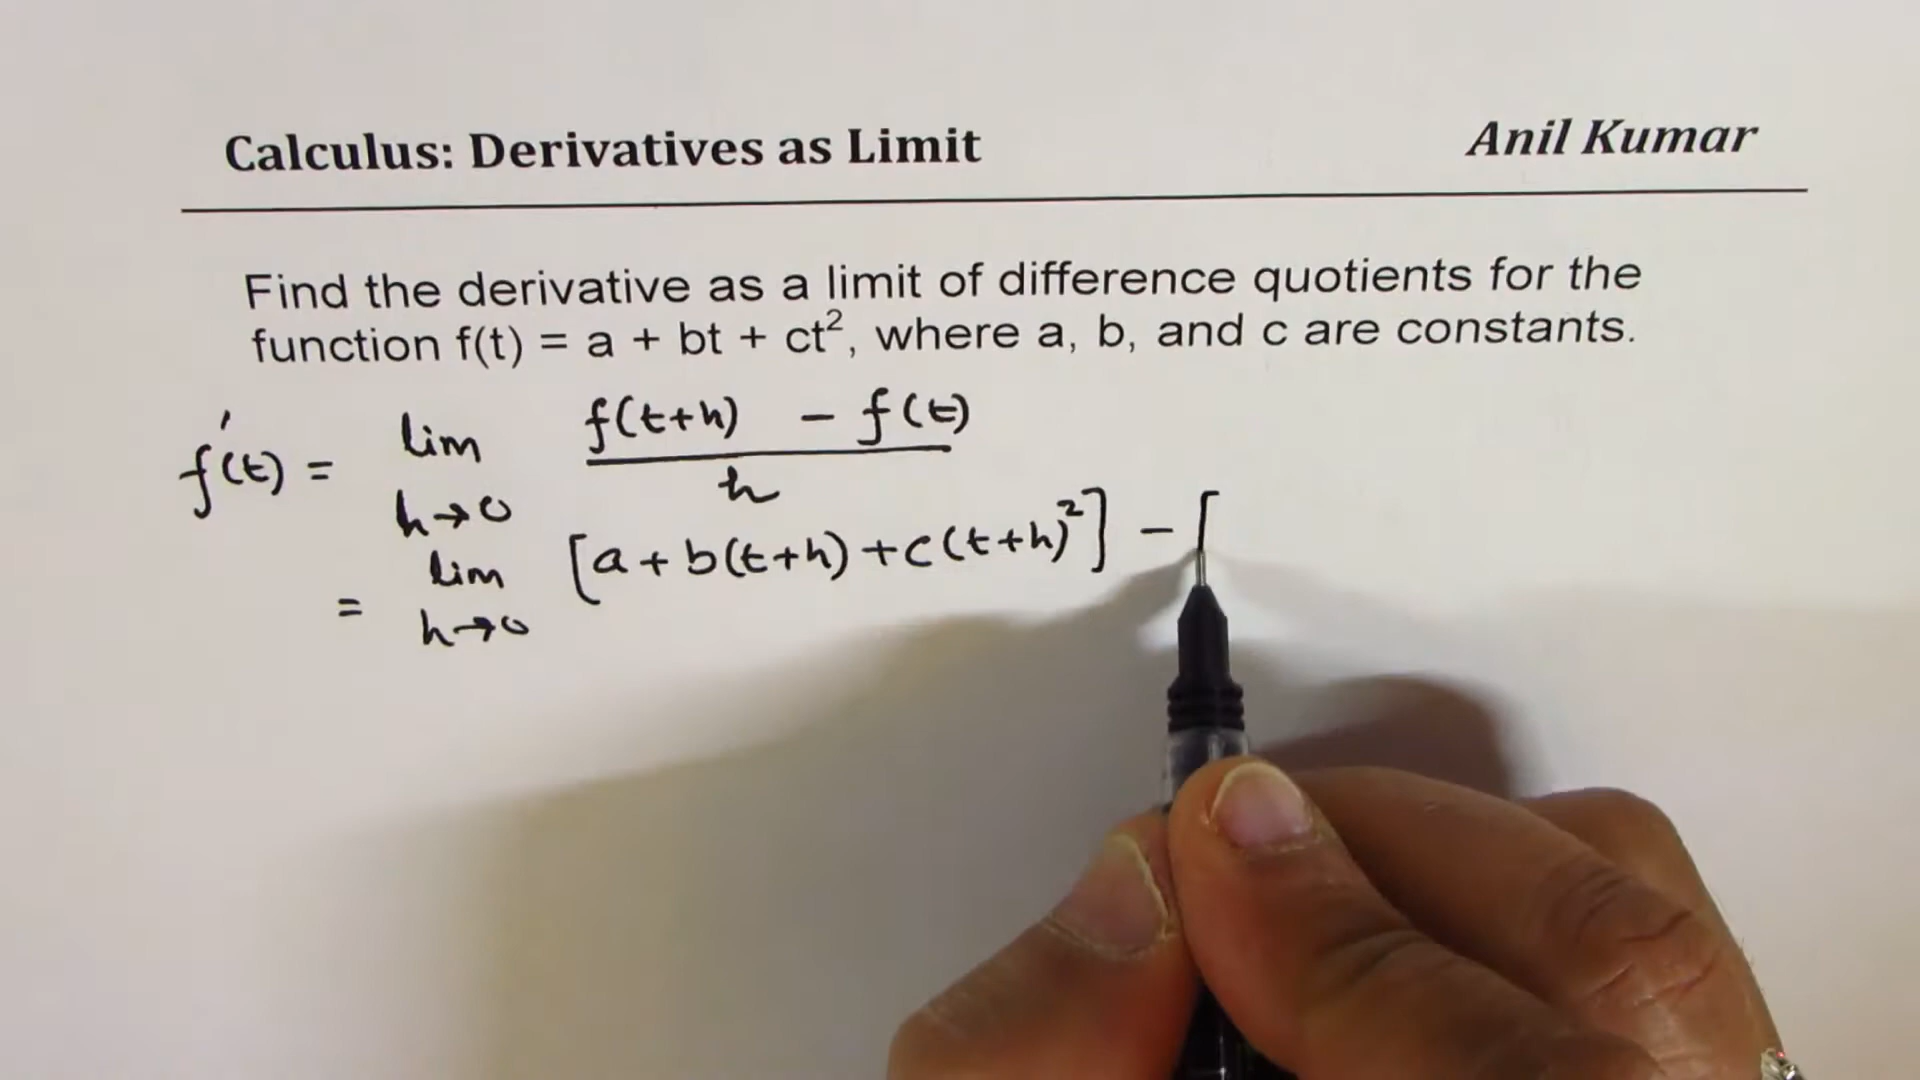 Calculus: Derivatives as Limit Anil Kumar
Find the derivative as a limit of difference quotients for the
function f(t) = a + bt + ct², where a, b, and c are constants.
f(t+h) - f(t)
f'(t) = lim
h
h→0
[a + b(t+h) + c(t+h)²] - [
= lim
h→0